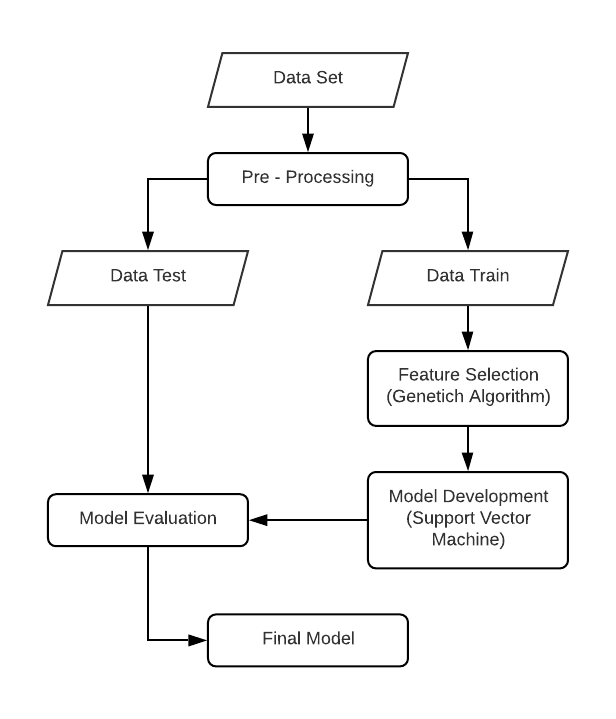 Data Set
Pre - Processing
Data Test
Data Train
Feature Selection
(Genetich Algorithm)
Model Development
(Support Vector
Machine)
Model Evaluation
Final Model